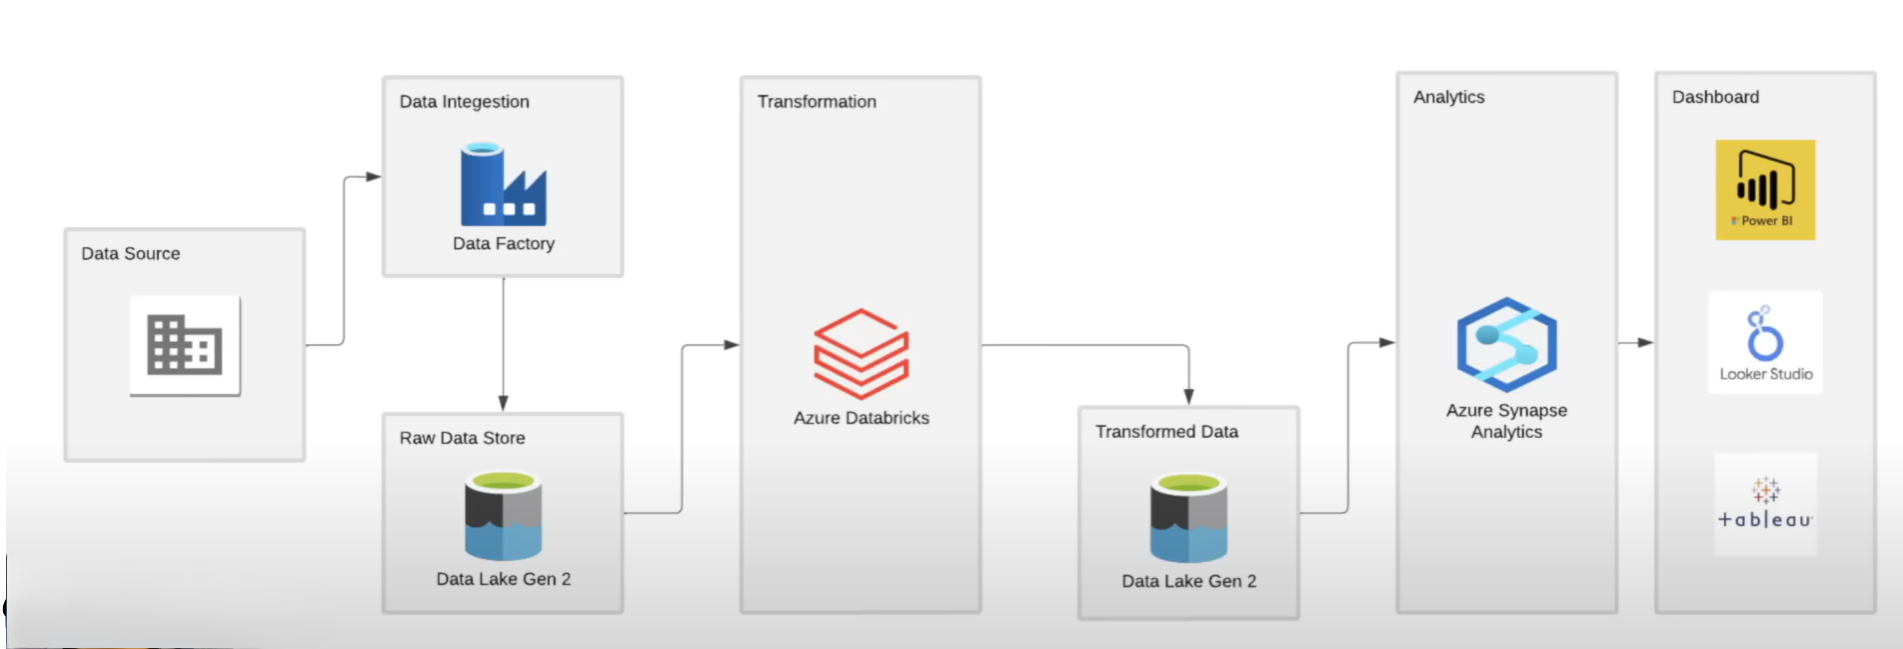 Data Source
Data Integestion
Data Factory
Raw Data Store
Data Lake Gen 2
Transformation
Azure Databricks
Transformed Data
Data Lake Gen 2
Analytics
Azure Synapse
Analytics
Dashboard
Power BI
Looker Studio
+ableau